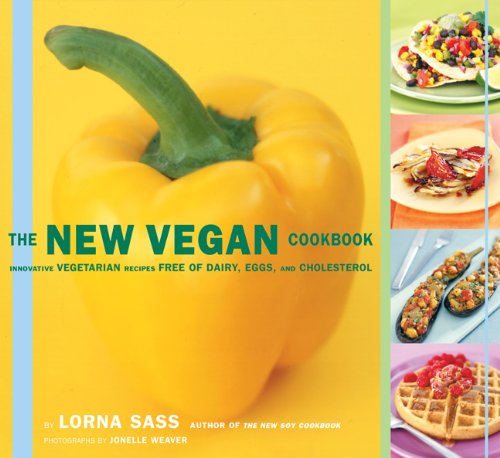 THE NEW VEGAN COOKBOOK
INNOVATIVE VEGETARIAN RECIPES FREE OF DAIRY, EGGS, AND CHOLESTEROL
BY LORNA SASS AUTHOR OF THE NEW SOY COOKBOOK
PHOTOGRAPHS BY JONELLE WEAVER